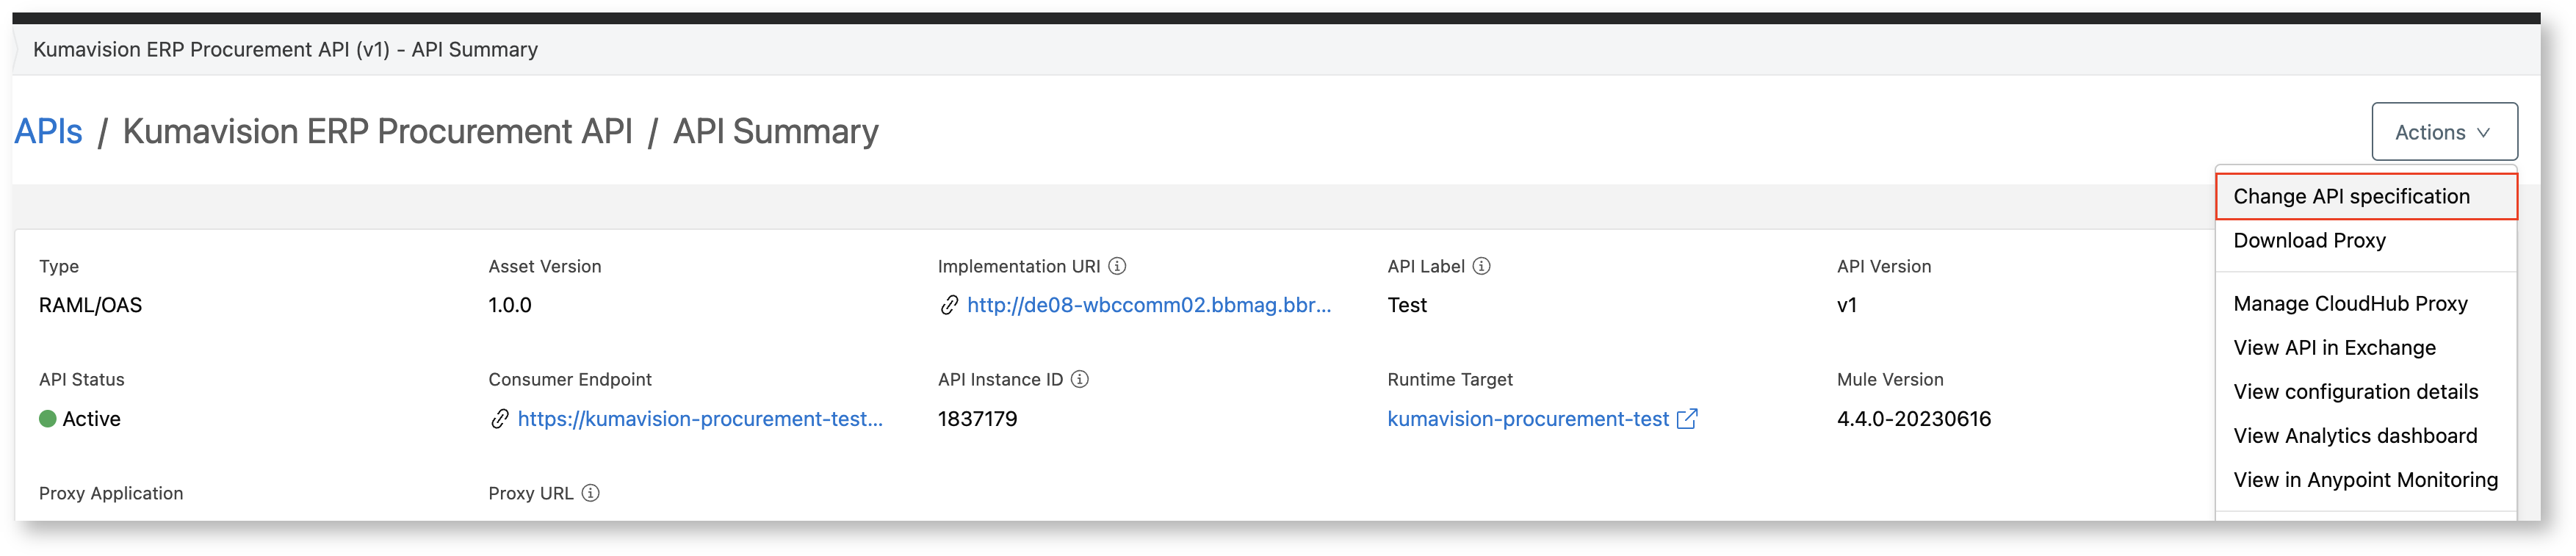 Kumavision ERP Procurement API (v1) - API Summary
APIs / Kumavision ERP Procurement API / API Summary
Actions
Change API specification
Download Proxy
Manage CloudHub Proxy
View API in Exchange
View configuration details
View Analytics dashboard
View in Anypoint Monitoring
Type
RAML/OAS
Asset Version
1.0.0
Implementation URI
http://de08-wbccomm02.bbmag.bbr...
API Label
Test
API Version
v1
API Status
Active
Consumer Endpoint
https://kumavision-procurement-test...
API Instance ID
1837179
Runtime Target
kumavision-procurement-test
Mule Version
4.4.0-20230616
Proxy Application
Proxy URL